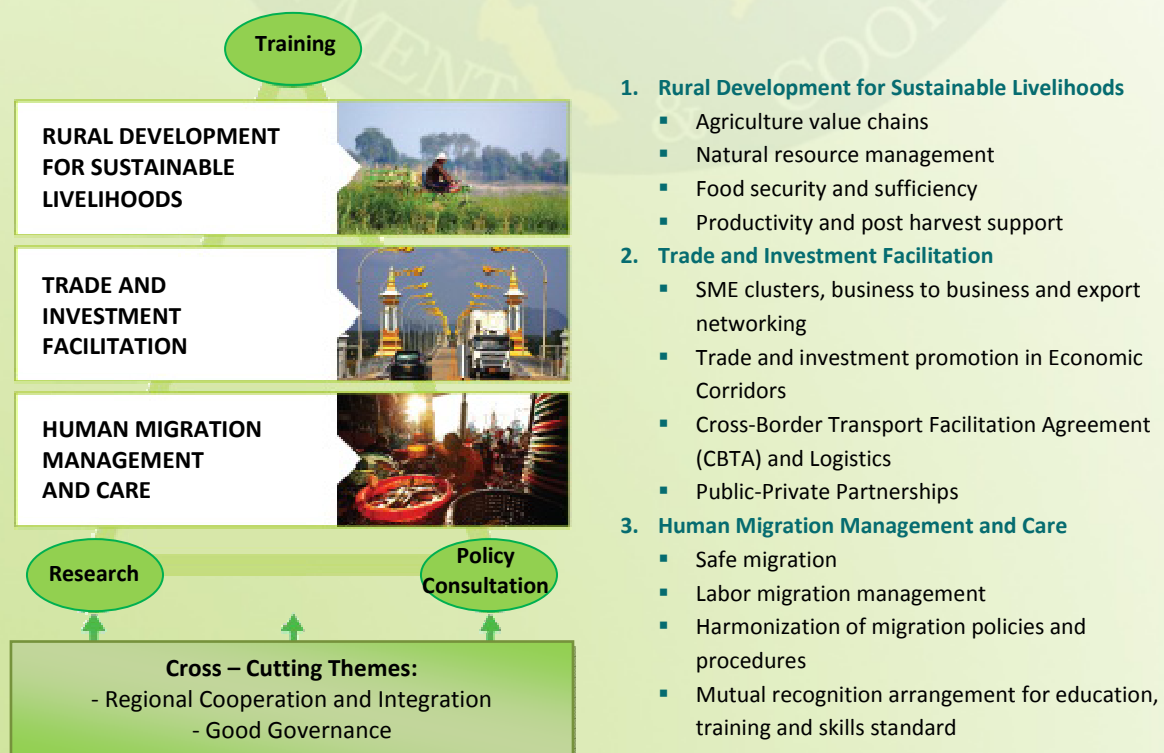 Training
RURAL DEVELOPMENT
FOR SUSTAINABLE
LIVELIHOODS
TRADE AND
INVESTMENT
FACILITATION
HUMAN MIGRATION
MANAGEMENT
AND CARE
Research
Policy
Consultation
Cross – Cutting Themes:
- Regional Cooperation and Integration
- Good Governance
MENT & COOP
1. Rural Development for Sustainable Livelihoods
▪ Agriculture value chains
▪ Natural resource management
▪ Food security and sufficiency
▪ Productivity and post harvest support
2. Trade and Investment Facilitation
▪ SME clusters, business to business and export
networking
▪ Trade and investment promotion in Economic
Corridors
▪ Cross-Border Transport Facilitation Agreement
(CBTA) and Logistics
▪ Public-Private Partnerships
3. Human Migration Management and Care
▪ Safe migration
▪ Labor migration management
▪ Harmonization of migration policies and
procedures
▪ Mutual recognition arrangement for education,
training and skills standard